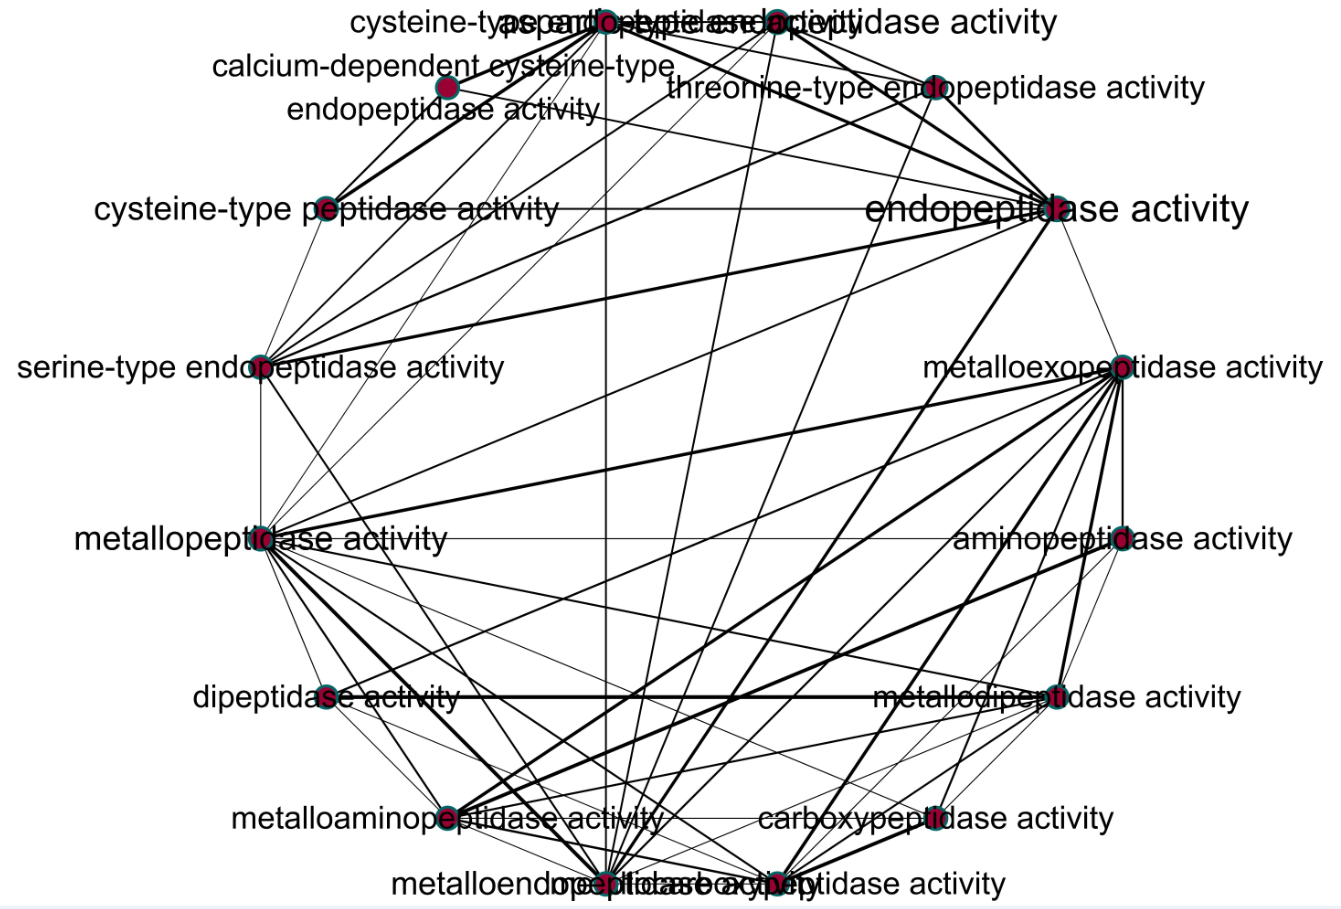 cysteine-type endopeptidase activity
aspartic-type endopeptidase activity
calcium-dependent cysteine-type
endopeptidase activity
threonine-type endopeptidase activity
cysteine-type peptidase activity
endopeptidase activity
serine-type endopeptidase activity
metalloexopeptidase activity
metallopeptidase activity
aminopeptidase activity
dipeptidase activity
metallodipeptidase activity
metalloaminopeptidase activity
carboxypeptidase activity
metalloendopeptidase activity
metallocarboxypeptidase activity